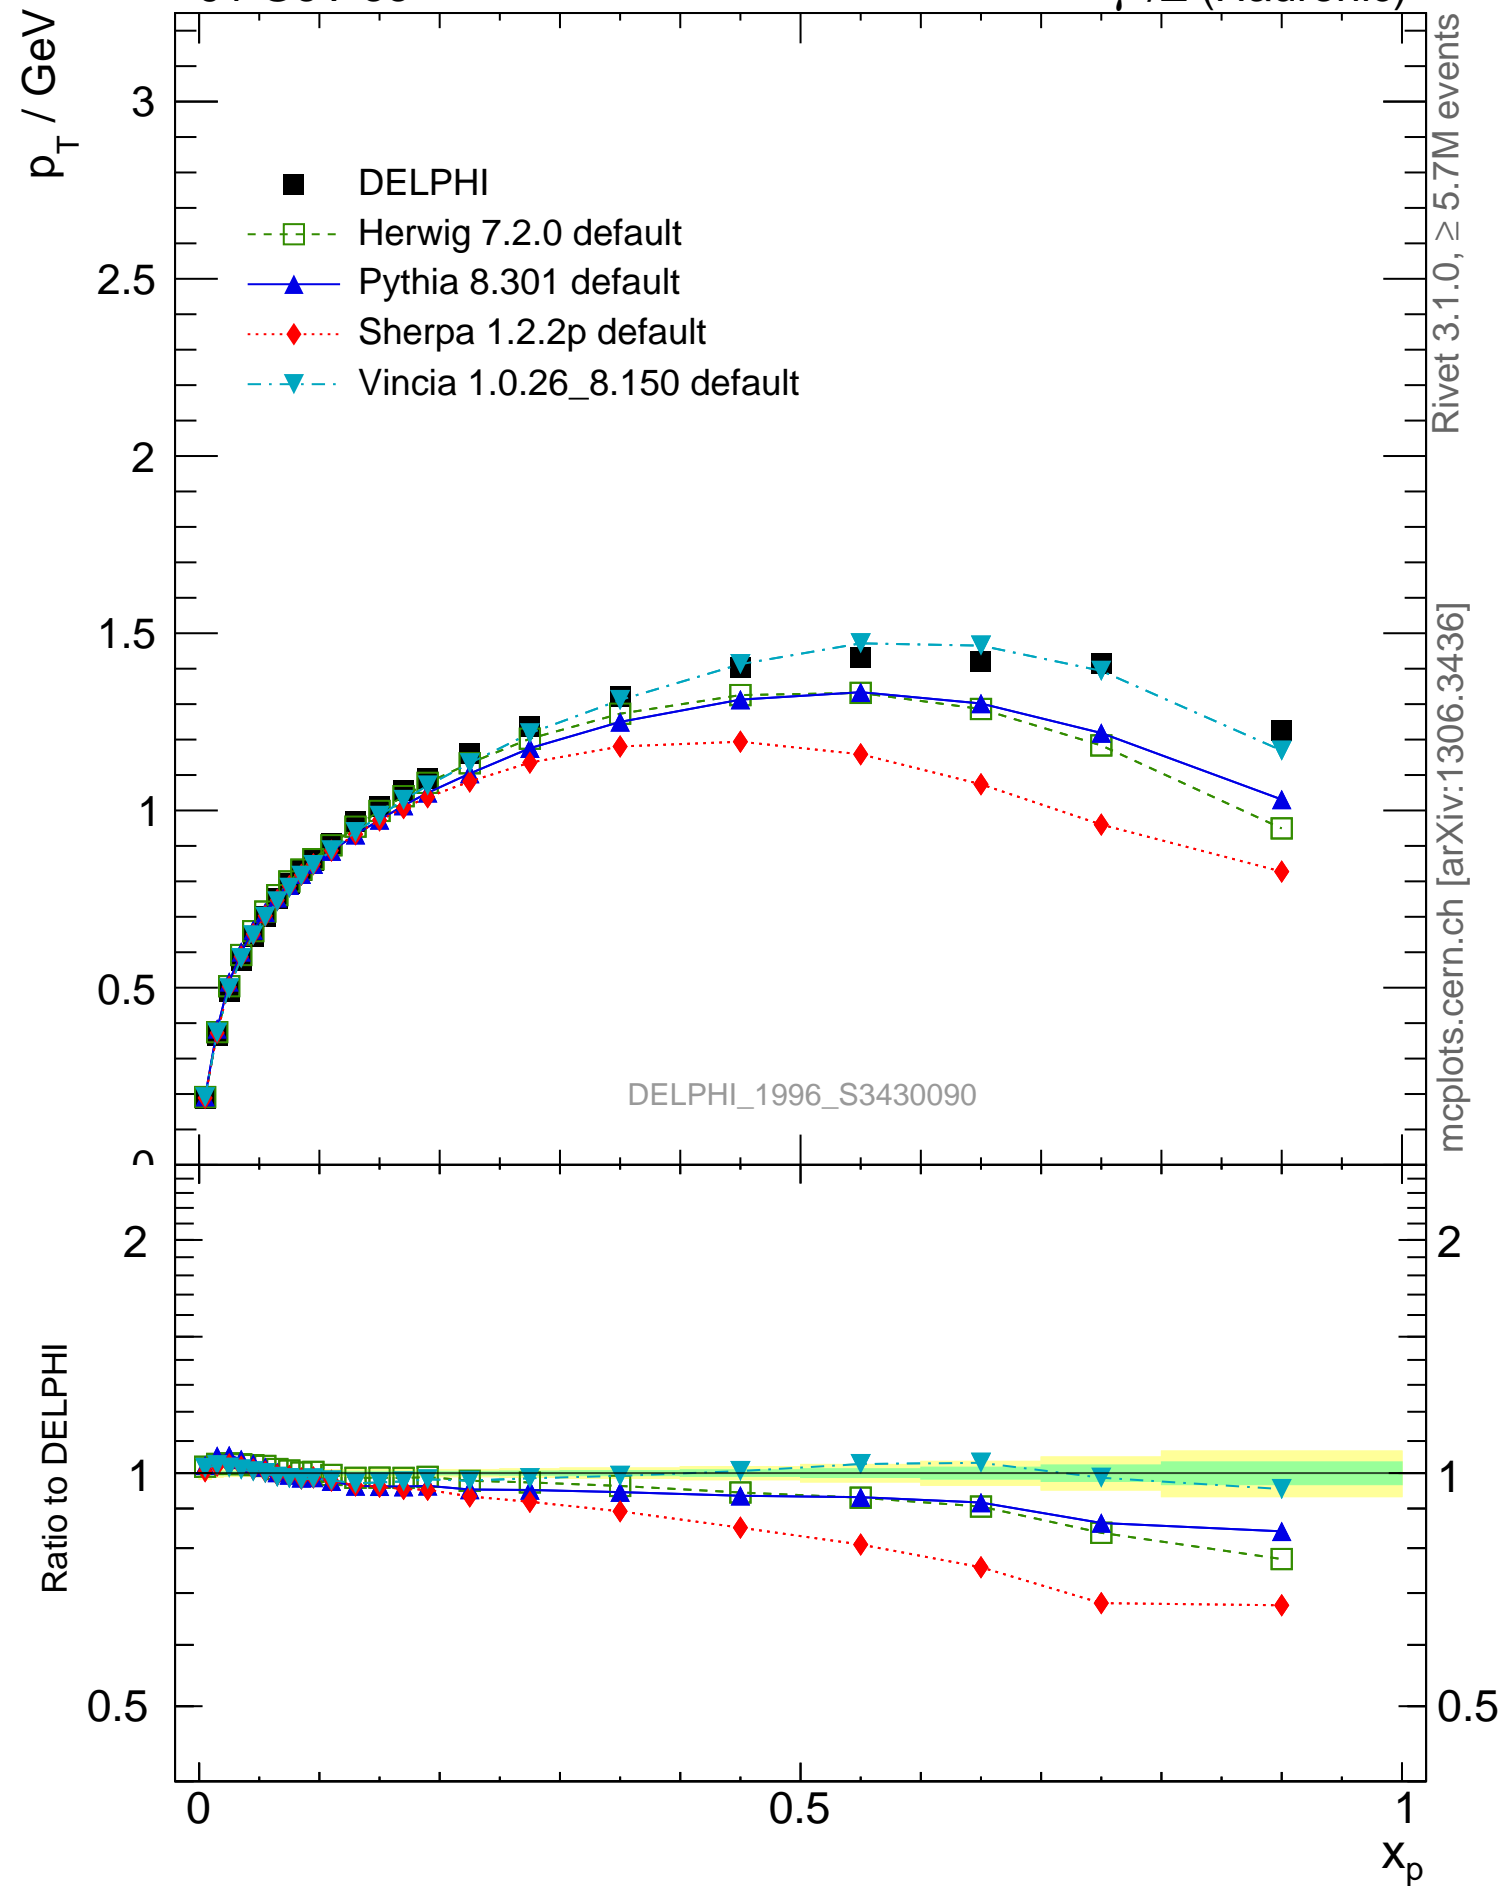 (Hadronic)
p_T / GeV
3
2.5
2
1.5
1
0.5
0
DELPHI
Herwig 7.2.0 default
Pythia 8.301 default
Sherpa 1.2.2p default
Vincia 1.0.26_8.150 default
DELPHI_1996_S3430090
Rivet 3.1.0, ≥ 5.7M events
mcplots.cern.ch [arXiv:1306.3436]
Ratio to DELPHI
2
1
0.5
2
1
0.5
0
0.5
1
x_p